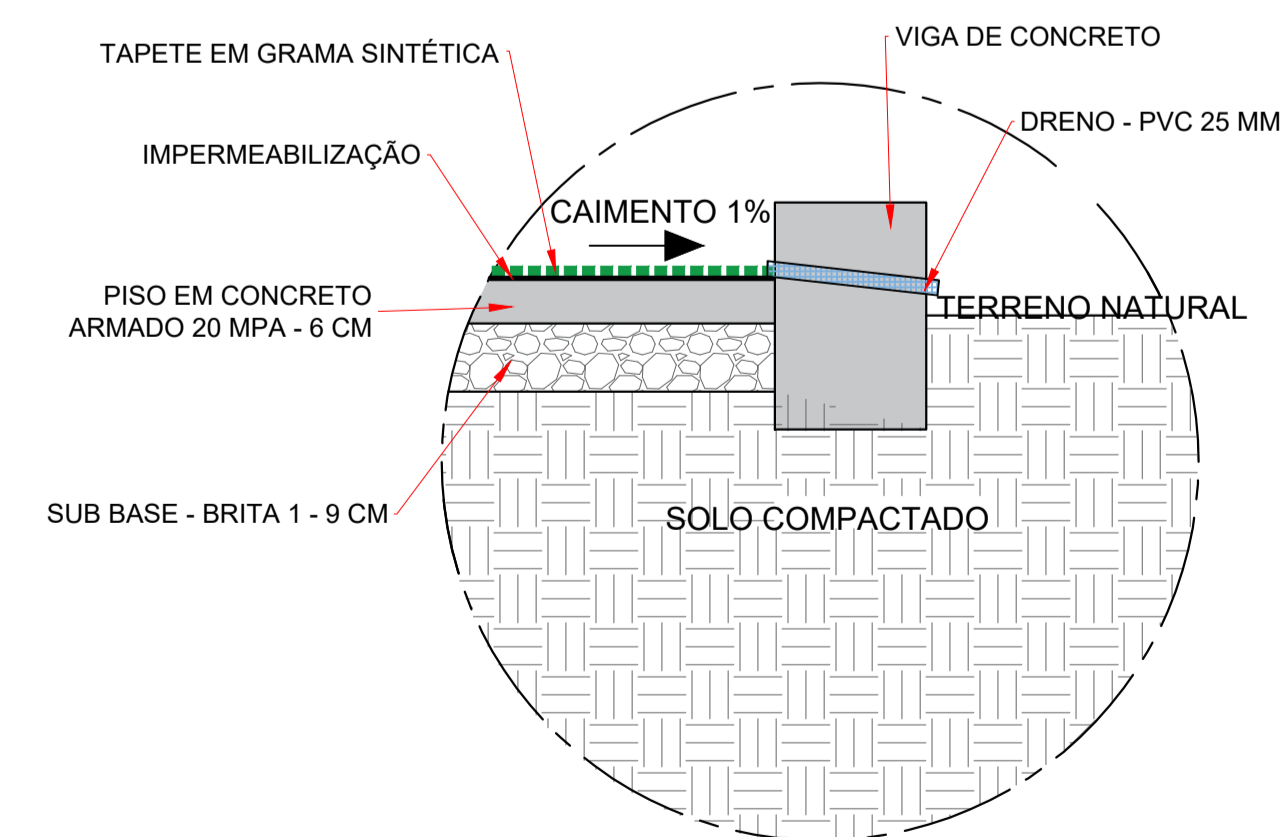 VIGA DE CONCRETO
TAPETE EM GRAMA SINTÉTICA
DRENO - PVC 25 MM
IMPERMEABILIZAÇÃO
CAIMENTO 1%
PISO EM CONCRETO
ARMADO 20 MPA - 6 CM
TERRENO NATURAL
SUB BASE - BRITA 1 - 9 CM
SOLO COMPACTADO